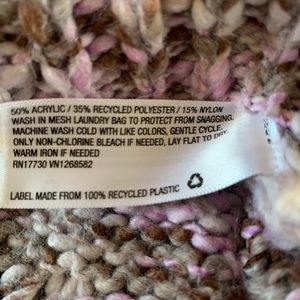 50% ACRYLIC / 35% RECYCLED POLYESTER / 15% NYLON
WASH IN MESH LAUNDRY BAG TO PROTECT FROM SNAGGING.
MACHINE WASH COLD WITH LIKE COLORS, GENTLE CYCLE.
ONLY NON-CHLORINE BLEACH IF NEEDED, LAY FLAT TO DRY.
WARM IRON IF NEEDED
RN17730 VN1268582
LABEL MADE FROM 100% RECYCLED PLASTIC